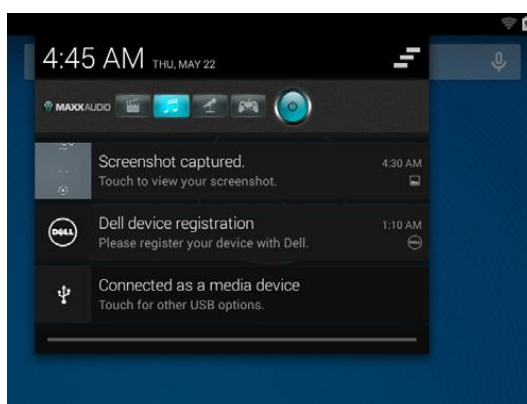 4:45 AM THU, MAY 22
MAXXAUDIO
Screenshot captured. 4:30 AM
Touch to view your screenshot.
DELL
Dell device registration 1:10 AM
Please register your device with Dell.
Connected as a media device
Touch for other USB options.